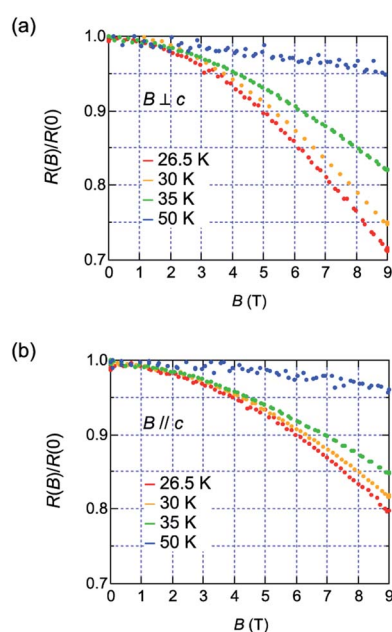 (a)
R(B)/R(0)
1.0
0.9
0.8
0.7
B ⊥ c
26.5 K
30 K
35 K
50 K
0 1 2 3 4 5 6 7 8 9
B (T)
(b)
R(B)/R(0)
1.0
0.9
0.8
0.7
B // c
26.5 K
30 K
35 K
50 K
0 1 2 3 4 5 6 7 8 9
B (T)